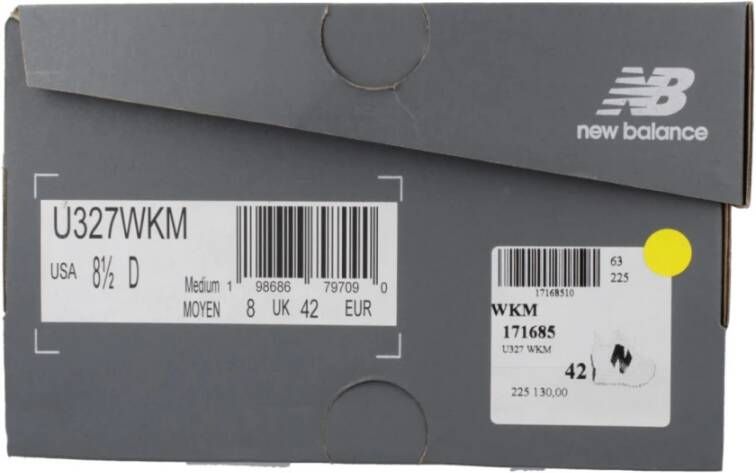 NB
new balance
U327WKM
USA 8½ D
Medium 1 98686 79709 0
MOYEN 8 UK 42 EUR
63
225
17168510
WKM
171685
U327 WKM
N
42
225 130,00